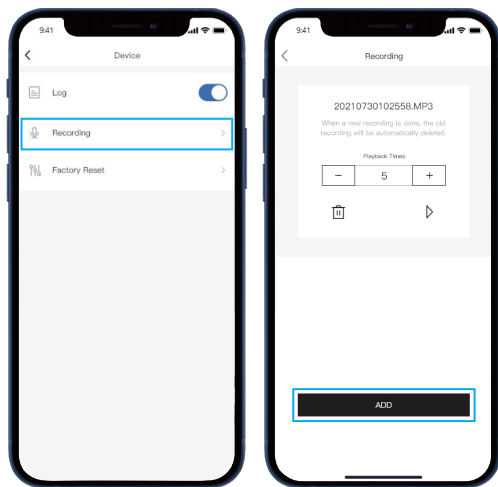 9:41
Device
Log
Recording
Factory Reset
9:41
Recording
20210730102558.MP3
When a new recording is done, the old
recording will be automatically deleted.
Playback Times
− 5 +
ADD